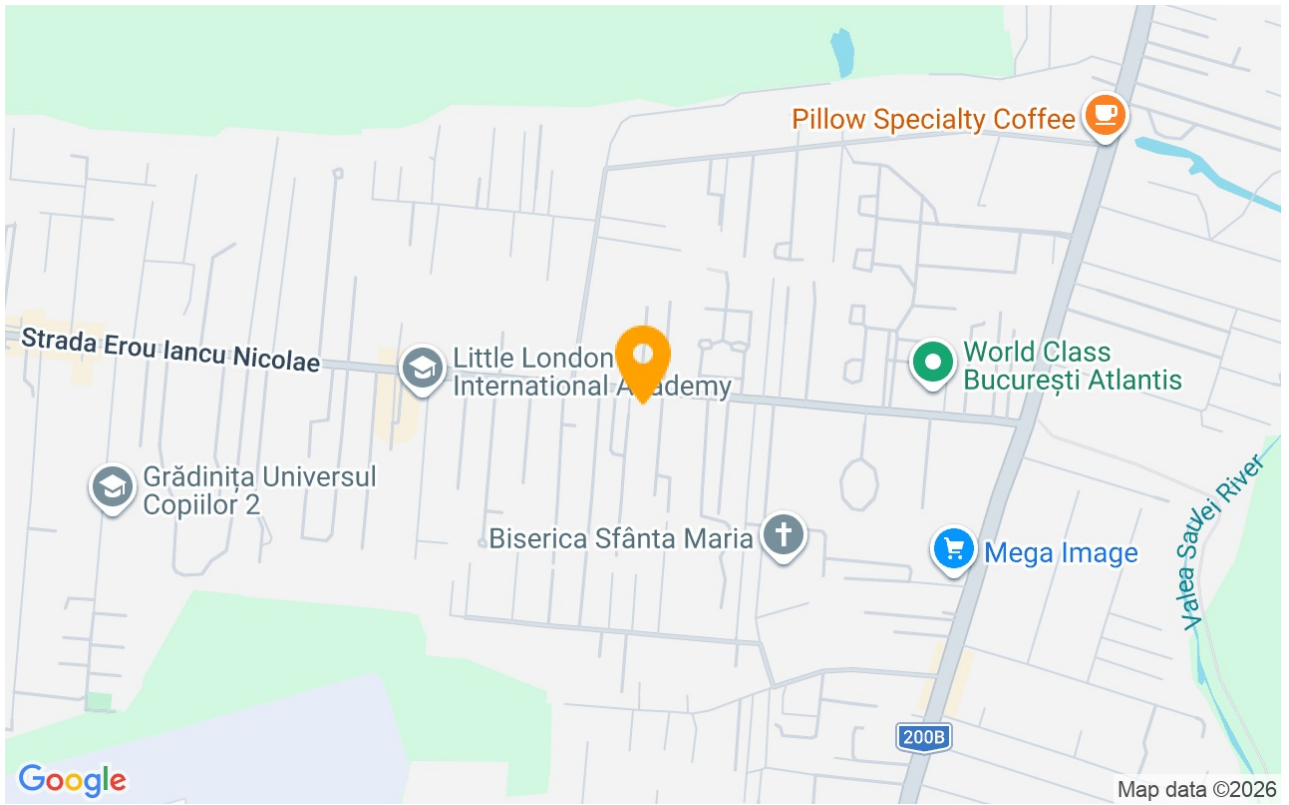 Pillow Specialty Coffee
Strada Erou Iancu Nicolae
Little London
International Academy
World Class
București Atlantis
Grădinița Universul
Copiilor 2
Biserica Sfânta Maria
Mega Image
Valea Saulei River
200B
Google
Map data ©2026